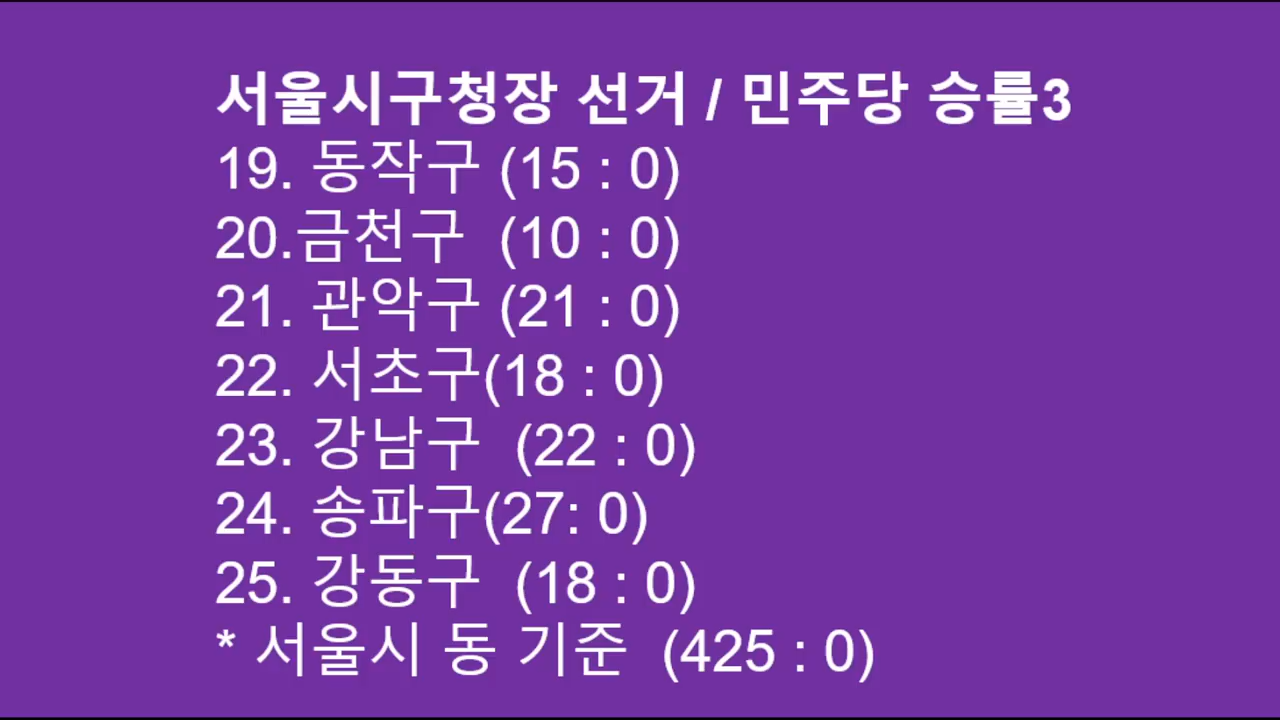 서울시구청장 선거 / 민주당 승률3
19. 동작구 (15 : 0)
20.금천구  (10 : 0)
21. 관악구 (21 : 0)
22. 서초구(18 : 0)
23. 강남구  (22 : 0)
24. 송파구(27: 0)
25. 강동구  (18 : 0)
* 서울시 동 기준  (425 : 0)